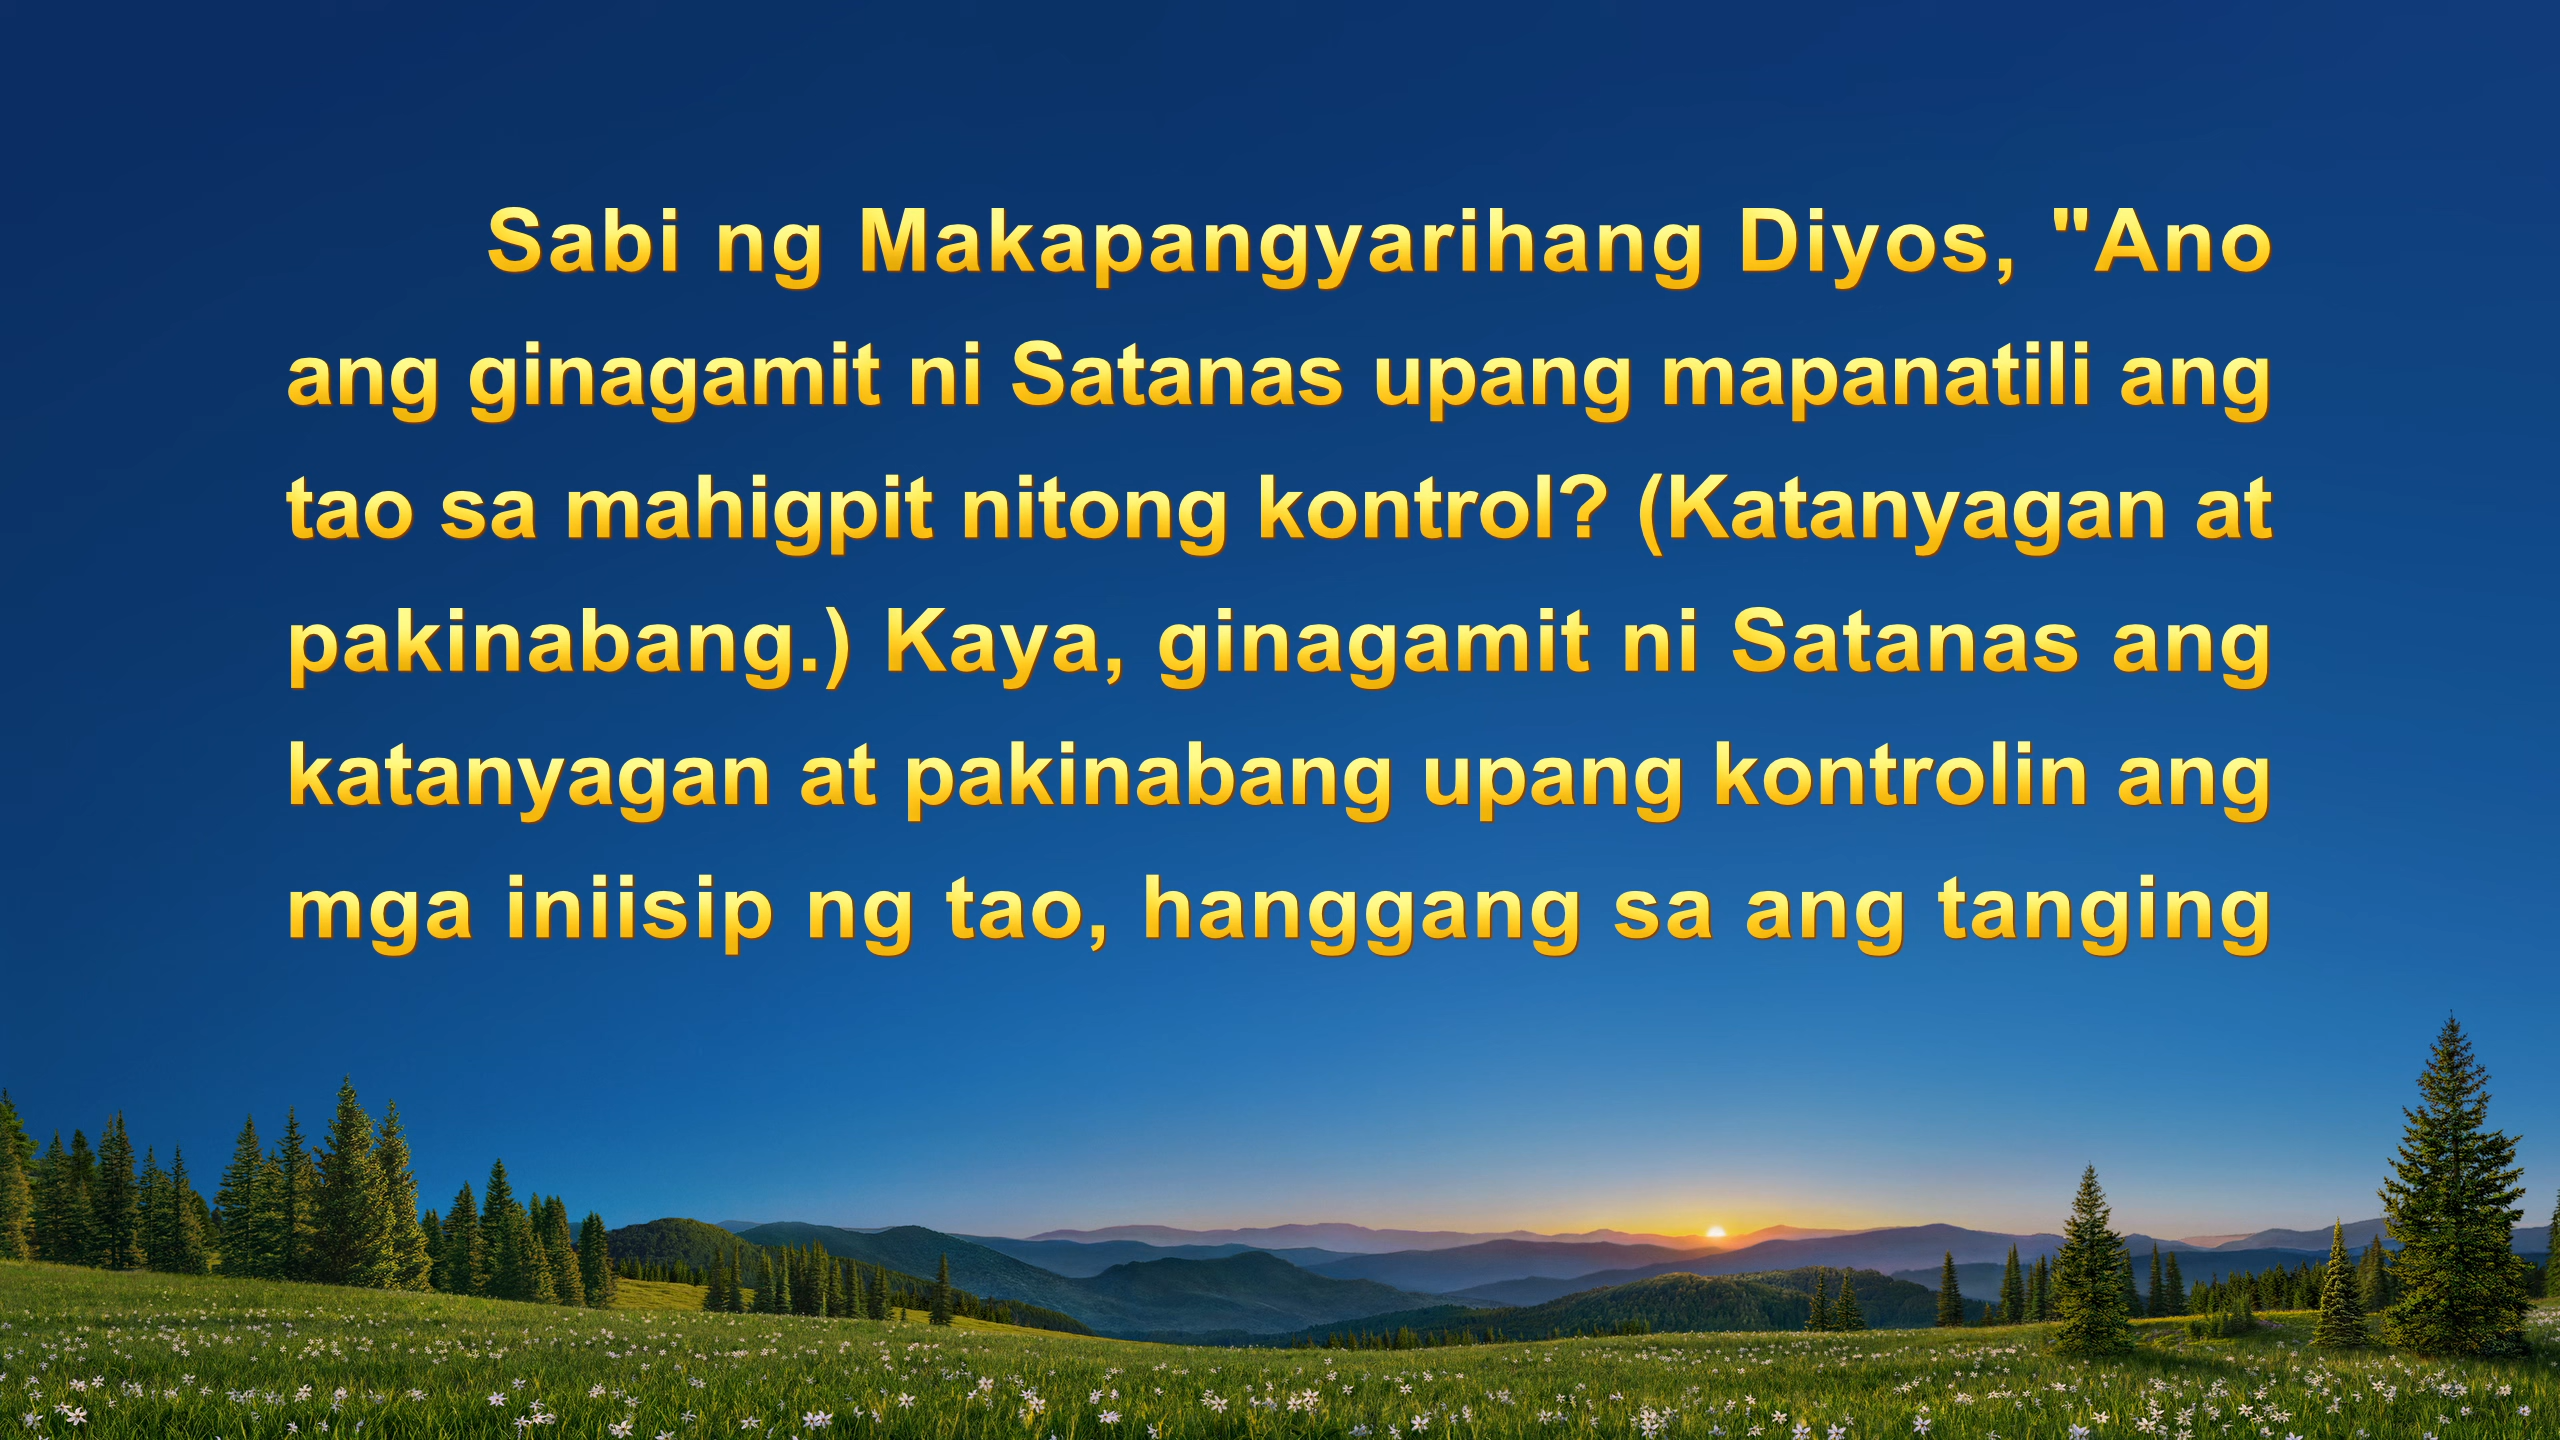 Sabi ng Makapangyarihang Diyos, "Ano
ang ginagamit ni Satanas upang mapanatili ang
tao sa mahigpit nitong kontrol? (Katanyagan at
pakinabang.) Kaya, ginagamit ni Satanas ang
katanyagan at pakinabang upang kontrolin ang
mga iniisip ng tao, hanggang sa ang tanging